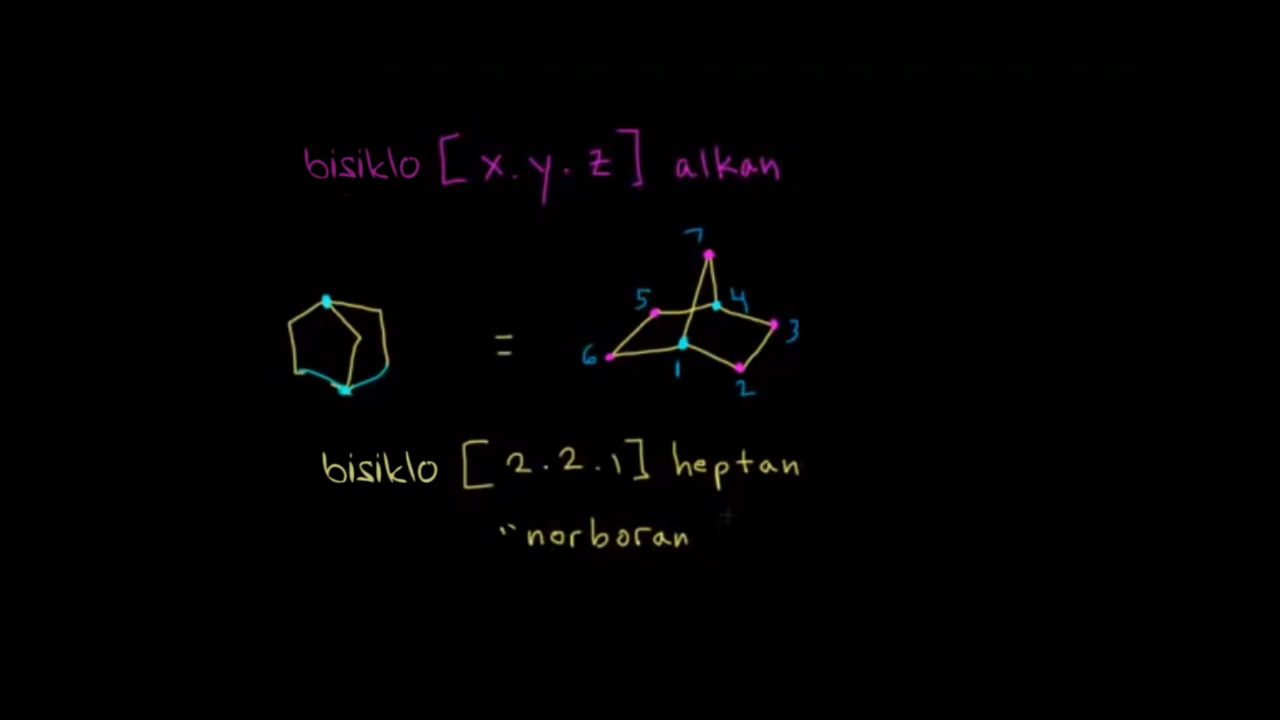 bisiklo [ x. y. z ] alkan
7
5 4
3
6
1
2
=
bisiklo [ 2.2.1 ] heptan
"norboran